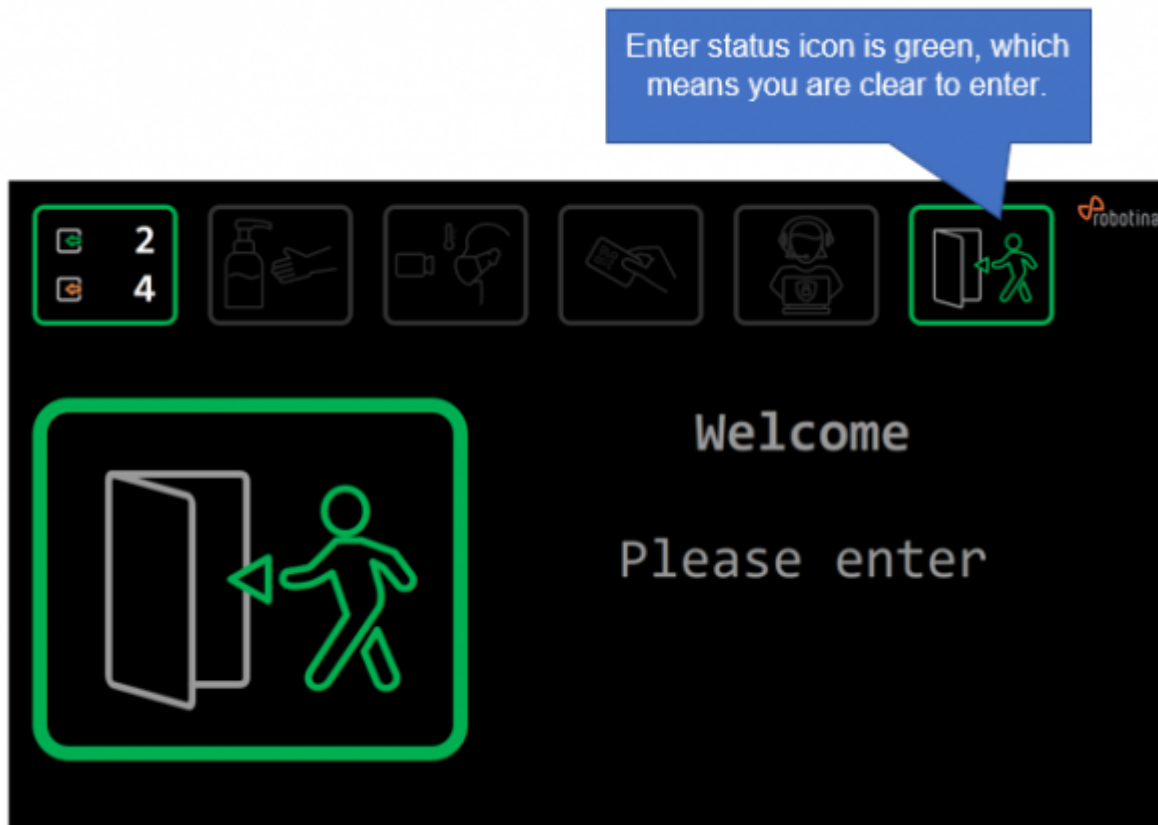 Enter status icon is green, which
means you are clear to enter.
2
4
robotina
Welcome
Please enter